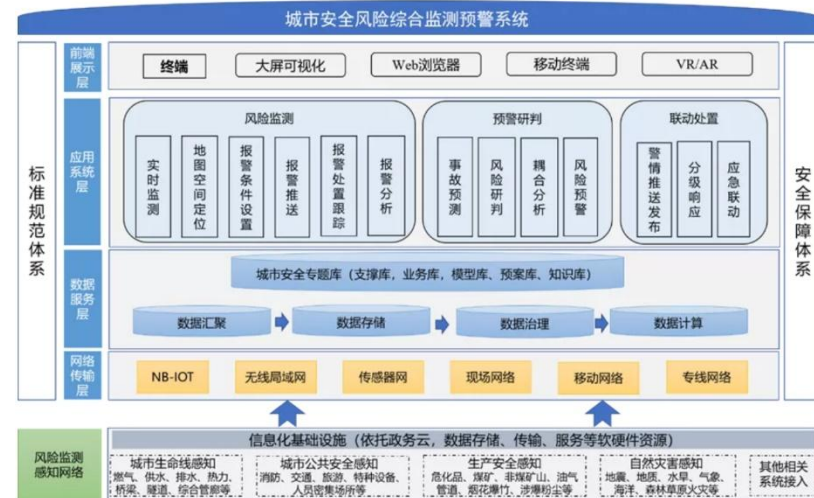 城市安全风险综合监测预警系统
标准规范体系
安全保障体系
前端
展示
层
终端
大屏可视化
Web浏览器
移动终端
VR/AR
应用
系统
层
风险监测
实时监测
地图空间定位
报警条件设置
报警推送
报警处置跟踪
报警分析
预警研判
事故预测
风险研判
耦合分析
风险预警
联动处置
警情推送发布
分级响应
应急联动
数据
服务
层
城市安全专题库（支撑库，业务库，模型库、预案库、知识库）
数据汇聚
数据存储
数据治理
数据计算
网络
传输
层
NB-IOT
无线局域网
传感器网
现场网络
移动网络
专线网络
风险监测
感知网络
信息化基础设施（依托政务云，数据存储、传输、服务等软硬件资源）
城市生命线感知
燃气、供水、排水、热力、
桥梁、隧道、综合管廊等
城市公共安全感知
消防、交通、旅游、特种设备、
人员密集场所等
生产安全感知
危化品、煤矿、非煤矿山、油气
管道、烟花爆竹、涉爆粉尘等
自然灾害感知
地震、地质、水旱、气象、
海洋、森林草原火灾等
其他相关
系统接入